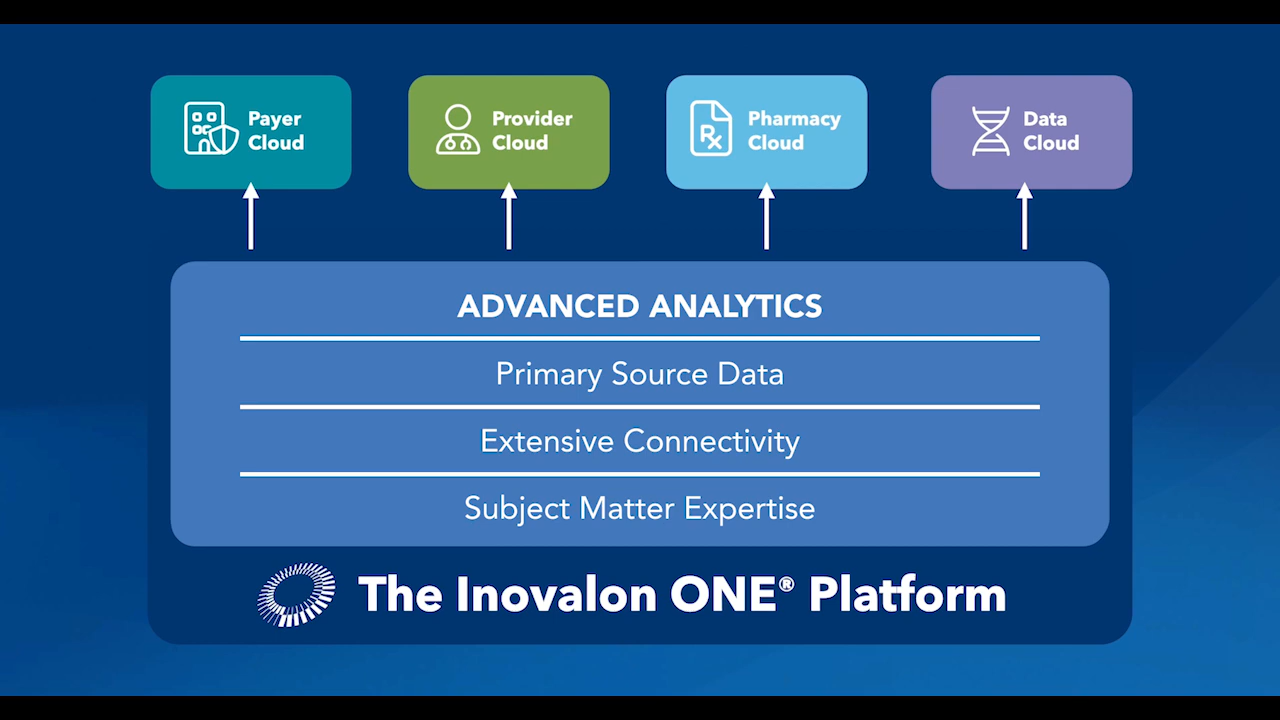 Payer
Cloud
Provider
Cloud
Pharmacy
Cloud
Data
Cloud
ADVANCED ANALYTICS
Primary Source Data
Extensive Connectivity
Subject Matter Expertise
The Inovalon ONE® Platform